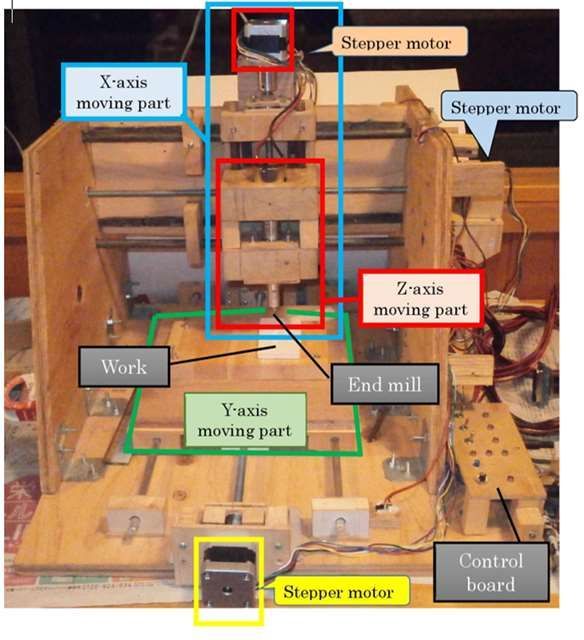 Stepper motor
X-axis
moving part
Stepper motor
Z-axis
moving part
Work
End mill
Y-axis
moving part
Control
board
Stepper motor